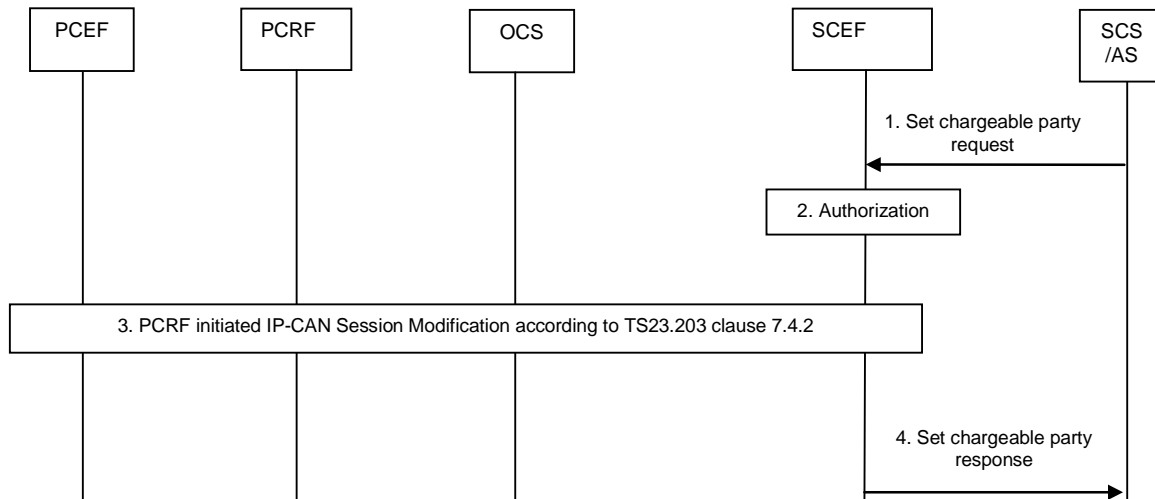 PCEF
PCRF
OCS
SCEF
SCS
/AS
1. Set chargeable party
request
2. Authorization
3. PCRF initiated IP-CAN Session Modification according to TS23.203 clause 7.4.2
4. Set chargeable party
response